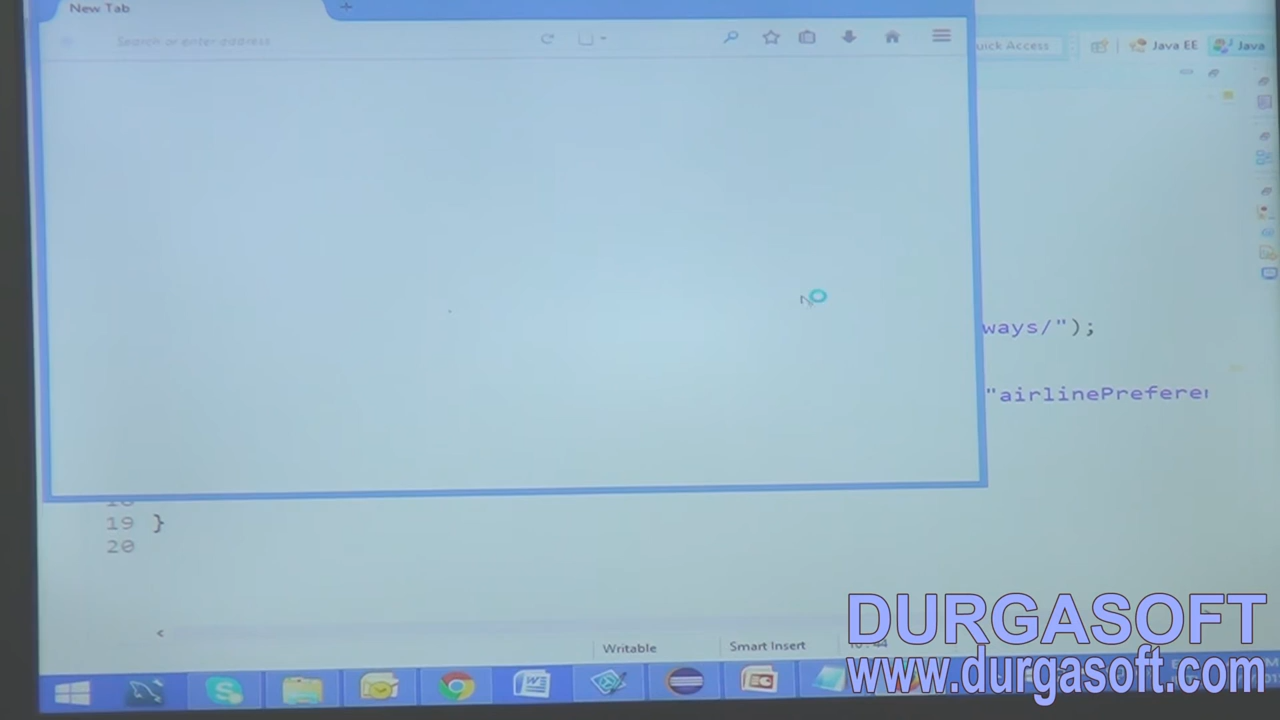 New Tab
Search or enter address
uick Access
Java EE
Java
ways/");
"airlinePreferer
19 }
20
Writable
Smart Insert
DURGASOFT
www.durgasoft.com